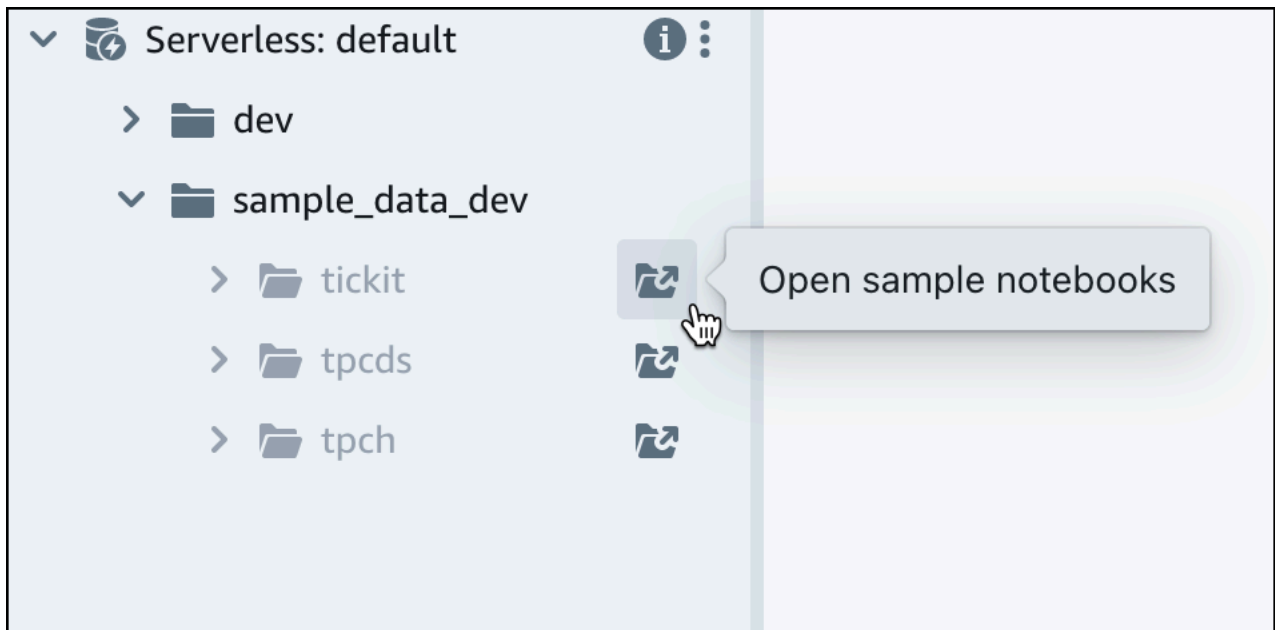 Serverless: default
dev
sample_data_dev
tickit
Open sample notebooks
tpcds
tpch